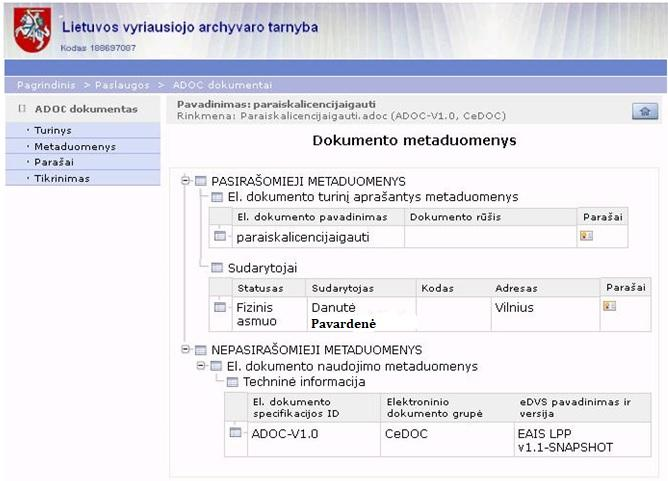 Lietuvos vyriausiojo archyvaro tarnyba
Kodas 188697087
Pagrindinis > Paslaugos > ADOC dokumentai
ADOC dokumentas
· Turinys
· Metaduomenys
· Parašai
· Tikrinimas
Pavadinimas: paraiskalicencijaigauti
Rinkmena: Paraiskalicencijaigauti.adoc (ADOC-V1.0, CeDOC)
Dokumento metaduomenys
PASIRAŠOMIEJI METADUOMENYS
El. dokumento turinį aprašantys metaduomenys
El. dokumento pavadinimas Dokumento rūšis Parašai
paraiskalicencijaigauti
Sudarytojai
Statusas Sudarytojas Kodas Adresas Parašai
Fizinis asmuo Danutė Pavardenė Vilnius
NEPASIRAŠOMIEJI METADUOMENYS
El. dokumento naudojimo metaduomenys
Techninė informacija
El. dokumento specifikacijos ID Elektroninio dokumento grupė eDVS pavadinimas ir versija
ADOC-V1.0 CeDOC EAIS LPP v1.1-SNAPSHOT